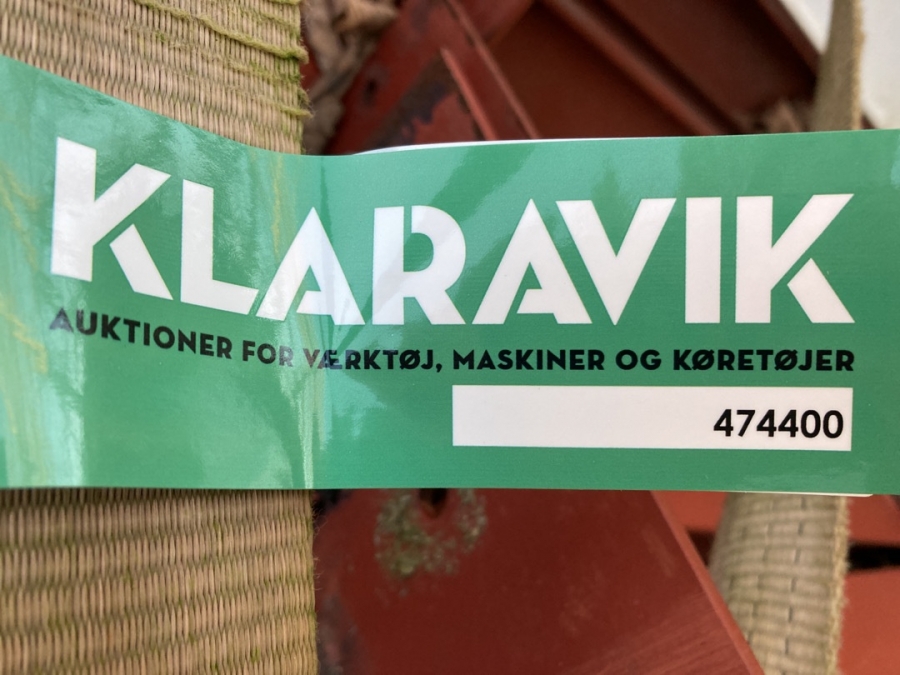 KLARAVIK
AUKTIONER FOR VÆRKTØJ, MASKINER OG KØRETØJER
474400